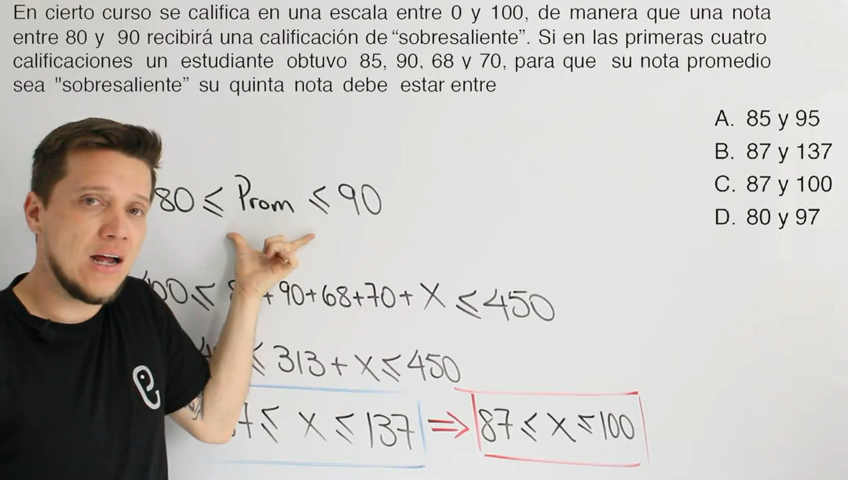 En cierto curso se califica en una escala entre 0 y 100, de manera que una nota
entre 80 y 90 recibirá una calificación de “sobresaliente”. Si en las primeras cuatro
calificaciones un estudiante obtuvo 85, 90, 68 y 70, para que su nota promedio
sea "sobresaliente” su quinta nota debe estar entre
A. 85 y 95
B. 87 y 137
C. 87 y 100
D. 80 y 97
80 ≤ Prom ≤ 90
≤ +90+68+70+ X ≤ 450
≤ 313 + X ≤ 450
≤ X ≤ 137 ⇒ 87 ≤ X ≤ 100